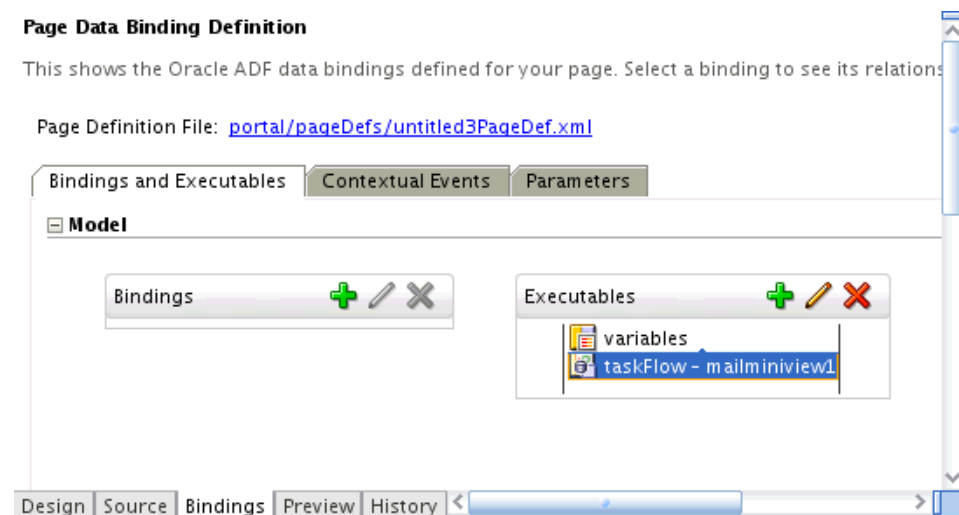 Page Data Binding Definition
This shows the Oracle ADF data bindings defined for your page. Select a binding to see its relations
Page Definition File: portal/pageDefs/untitled3PageDef.xml
Bindings and Executables Contextual Events Parameters
Model
Bindings Executables
variables
taskFlow - mailminiview1
Design Source Bindings Preview History